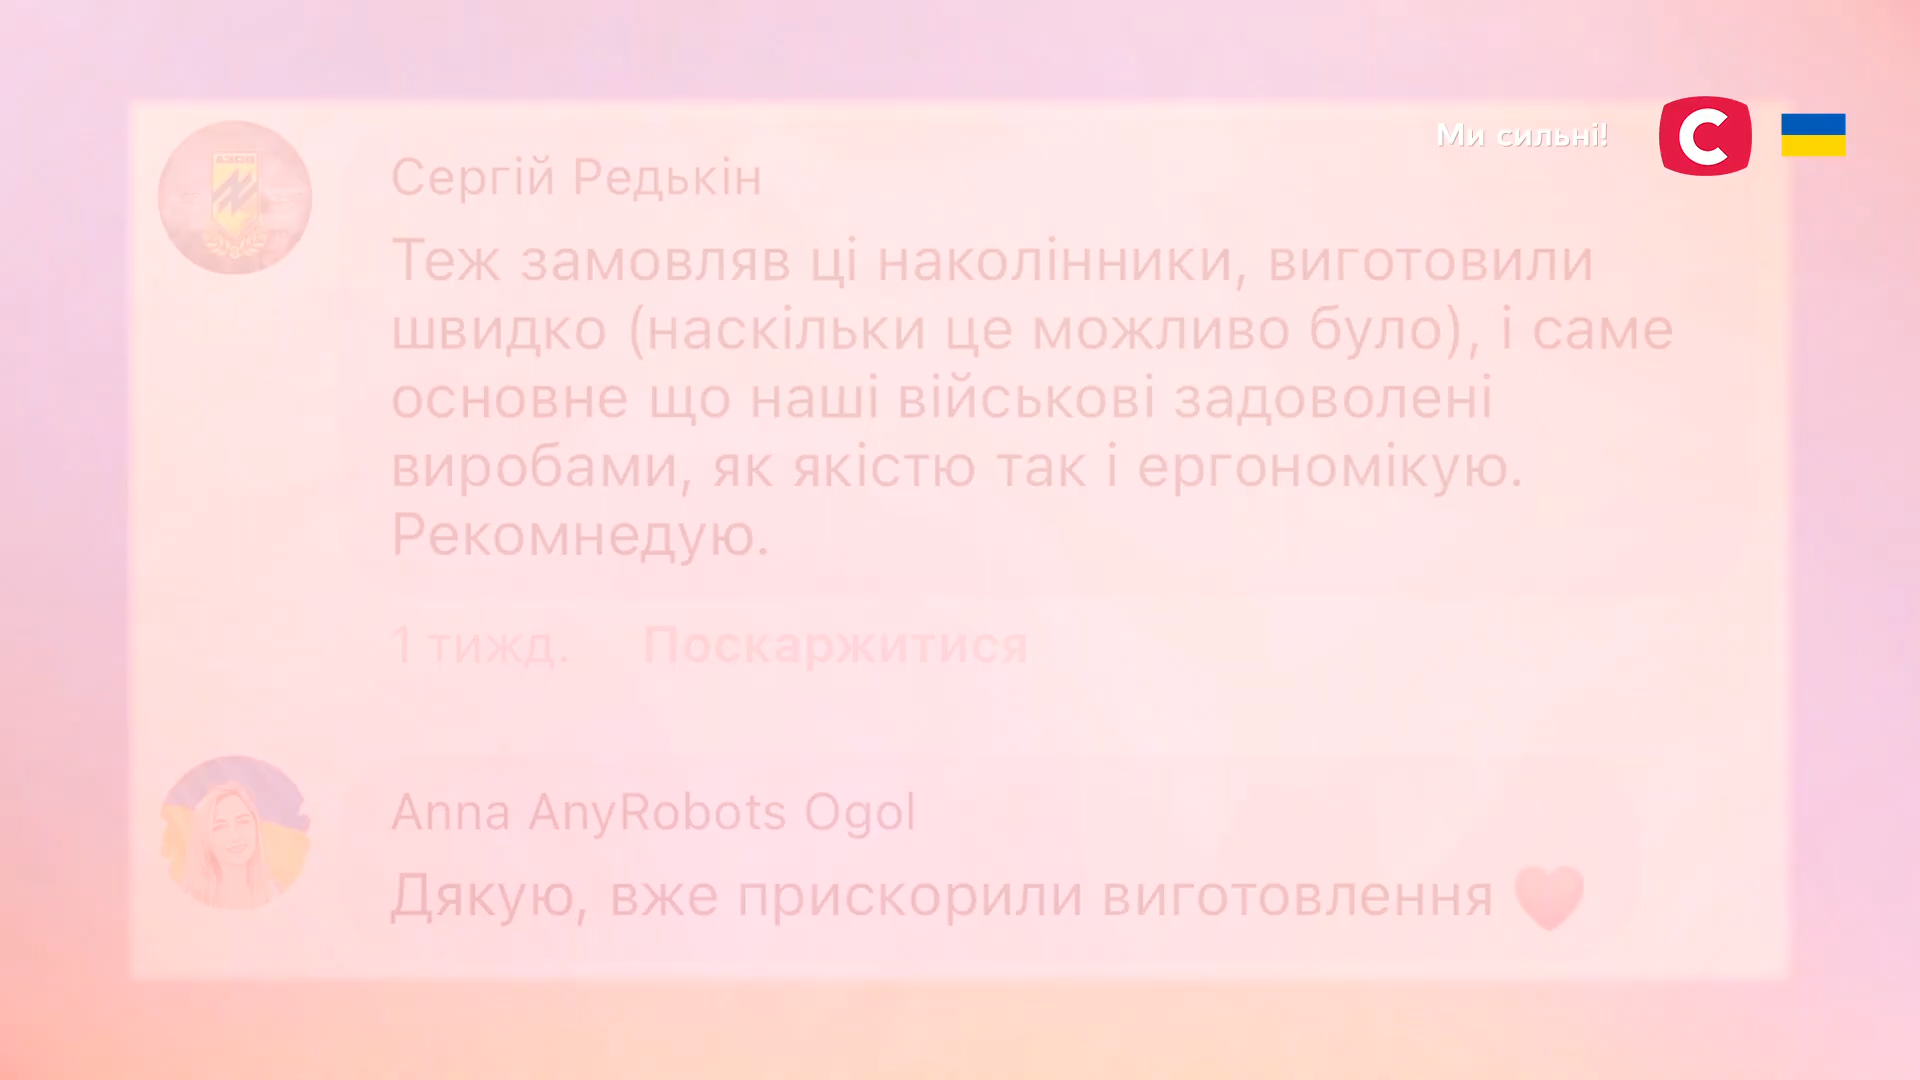 Ми сильні!
C
АЗОВ
Сергій Редькін
Теж замовляв ці наколінники, виготовили
швидко (наскільки це можливо було), і саме
основне що наші військові задоволені
виробами, як якістю так і ергономікую.
Рекомнедую.
1 тижд. Поскаржитися
Anna AnyRobots Ogol
Дякую, вже прискорили виготовлення